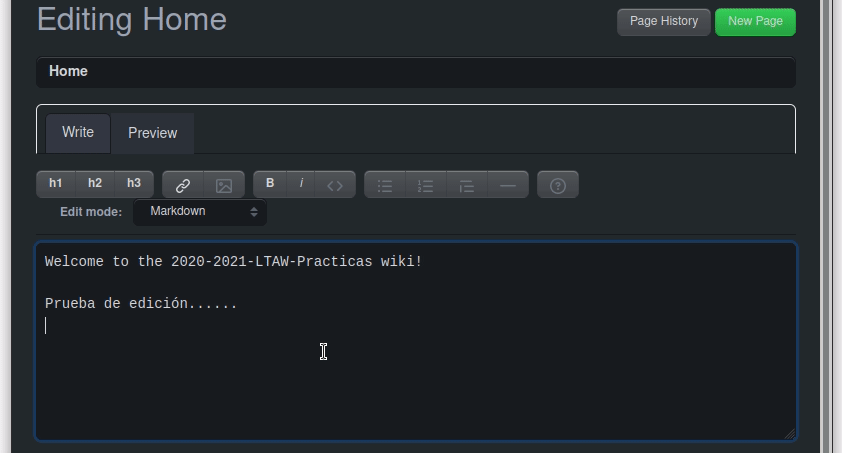 Editing Home
Page History
New Page
Home
Write
Preview
h1 h2 h3 B i <> ?
Edit mode: Markdown
Welcome to the 2020-2021-LTAW-Practicas wiki!
Prueba de edición......